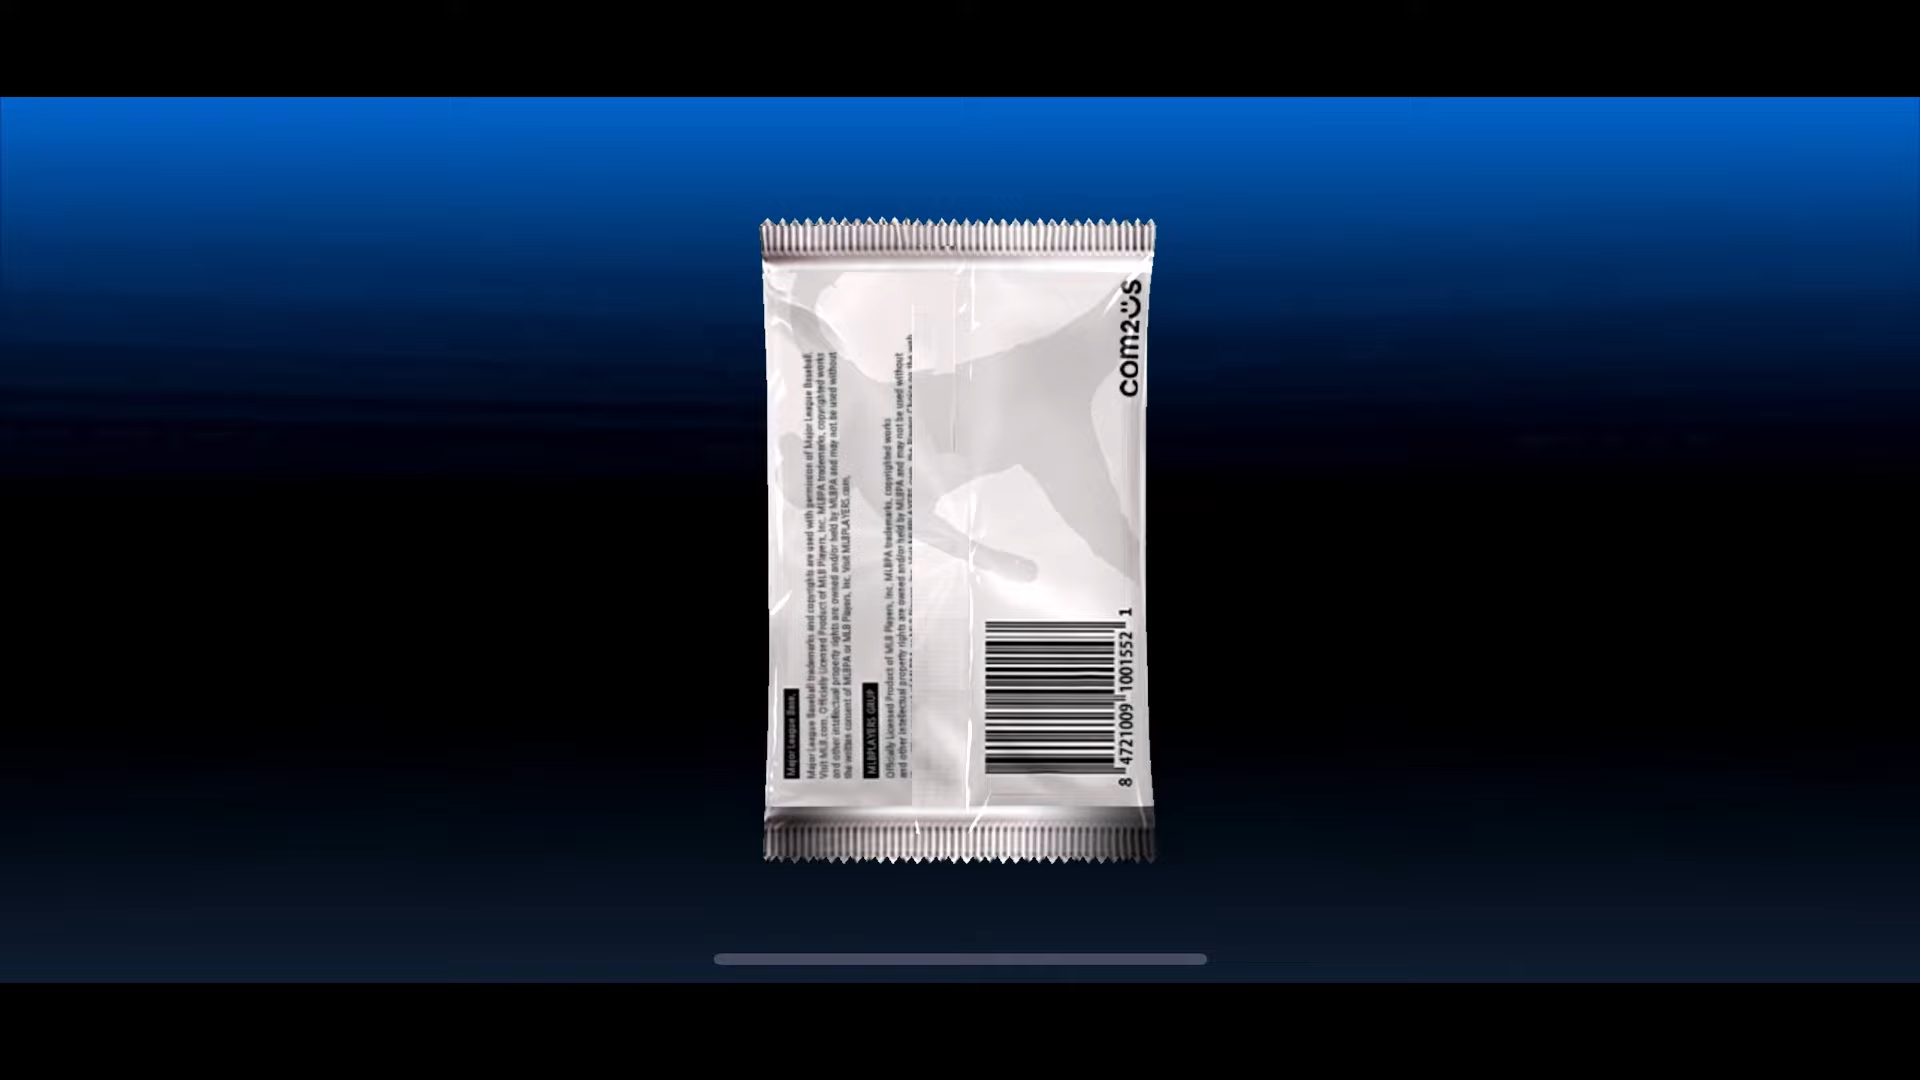 com2us
Major League Base.
Major League Baseball trademarks and copyrights are used with permission of Major League Baseball.
Visit MLB.com, Officially Licensed Product of MLB Players, Inc. MLBPA trademarks, copyrighted works
and other intellectual property rights are owned and/or held by MLBPA and may not be used without
the written consent of MLBPA or MLB Players, Inc. Visit MLBPLAYERS.com,
MLBPLAYERS GRUP
Officially Licensed Product of MLB Players, Inc. MLBPA trademarks, copyrighted works
and other intellectual property rights are owned and/or held by MLBPA and may not be used without
8 4721009 1001552 1